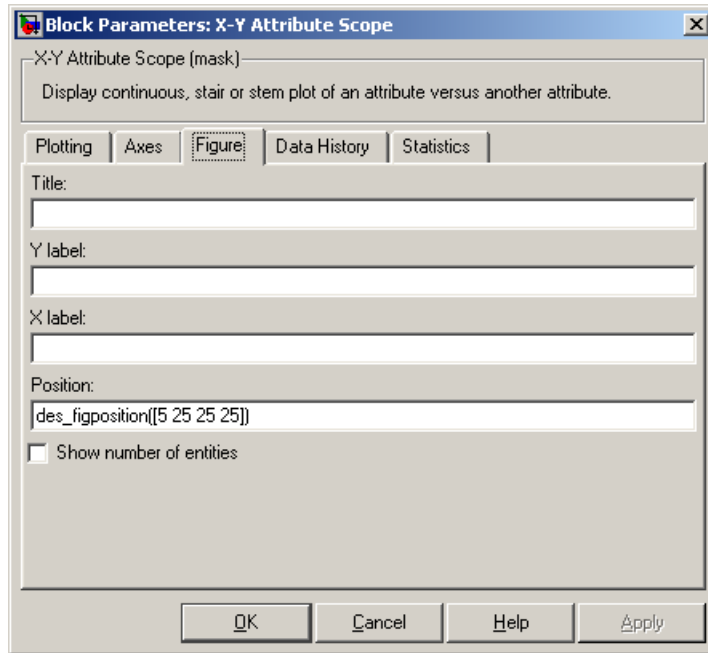 Block Parameters: X-Y Attribute Scope
X-Y Attribute Scope (mask)
Display continuous, stair or stem plot of an attribute versus another attribute.
Plotting Axes Figure Data History Statistics
Title:
Y label:
X label:
Position:
des_figposition([5 25 25 25])
Show number of entities
OK Cancel Help Apply